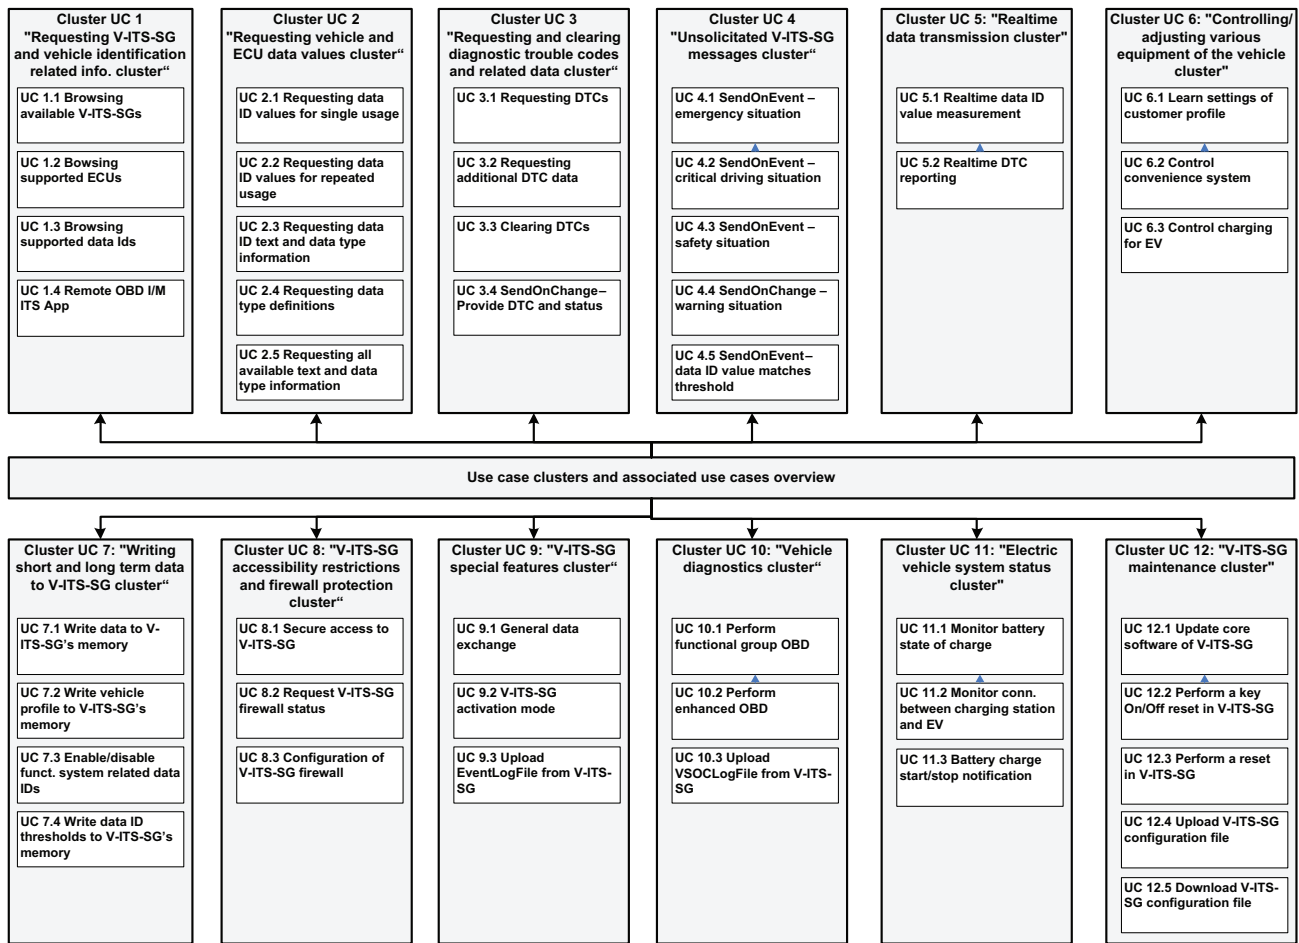 Cluster UC 1
"Requesting V-ITS-SG
and vehicle identification
related info. cluster“
UC 1.1 Browsing
available V-ITS-SGs
UC 1.2 Bowsing
supported ECUs
UC 1.3 Browsing
supported data Ids
UC 1.4 Remote OBD I/M
ITS App
Cluster UC 2
"Requesting vehicle and
ECU data values cluster“
UC 2.1 Requesting data
ID values for single usage
UC 2.2 Requesting data
ID values for repeated
usage
UC 2.3 Requesting data
ID text and data type
information
UC 2.4 Requesting data
type definitions
UC 2.5 Requesting all
available text and data
type information
Cluster UC 3
"Requesting and clearing
diagnostic trouble codes
and related data cluster“
UC 3.1 Requesting DTCs
UC 3.2 Requesting
additional DTC data
UC 3.3 Clearing DTCs
UC 3.4 SendOnChange–
Provide DTC and status
Cluster UC 4
"Unsolicitated V-ITS-SG
messages cluster“
UC 4.1 SendOnEvent –
emergency situation
UC 4.2 SendOnEvent –
critical driving situation
UC 4.3 SendOnEvent –
safety situation
UC 4.4 SendOnChange –
warning situation
UC 4.5 SendOnEvent–
data ID value matches
threshold
Cluster UC 5: "Realtime
data transmission cluster"
UC 5.1 Realtime data ID
value measurement
UC 5.2 Realtime DTC
reporting
Cluster UC 6: "Controlling/
adjusting various
equipment of the vehicle
cluster"
UC 6.1 Learn settings of
customer profile
UC 6.2 Control
convenience system
UC 6.3 Control charging
for EV
Use case clusters and associated use cases overview
Cluster UC 7: "Writing
short and long term data
to V-ITS-SG cluster“
UC 7.1 Write data to V-
ITS-SG's memory
UC 7.2 Write vehicle
profile to V-ITS-SG's
memory
UC 7.3 Enable/disable
funct. system related data
IDs
UC 7.4 Write data ID
thresholds to V-ITS-SG's
memory
Cluster UC 8: "V-ITS-SG
accessibility restrictions
and firewall protection
cluster“
UC 8.1 Secure access to
V-ITS-SG
UC 8.2 Request V-ITS-SG
firewall status
UC 8.3 Configuration of
V-ITS-SG firewall
Cluster UC 9: "V-ITS-SG
special features cluster“
UC 9.1 General data
exchange
UC 9.2 V-ITS-SG
activation mode
UC 9.3 Upload
EventLogFile from V-ITS-
SG
Cluster UC 10: "Vehicle
diagnostics cluster“
UC 10.1 Perform
functional group OBD
UC 10.2 Perform
enhanced OBD
UC 10.3 Upload
VSOCLogFile from V-ITS-
SG
Cluster UC 11: "Electric
vehicle system status
cluster"
UC 11.1 Monitor battery
state of charge
UC 11.2 Monitor conn.
between charging station
and EV
UC 11.3 Battery charge
start/stop notification
Cluster UC 12: "V-ITS-SG
maintenance cluster"
UC 12.1 Update core
software of V-ITS-SG
UC 12.2 Perform a key
On/Off reset in V-ITS-SG
UC 12.3 Perform a reset
in V-ITS-SG
UC 12.4 Upload V-ITS-SG
configuration file
UC 12.5 Download V-ITS-
SG configuration file